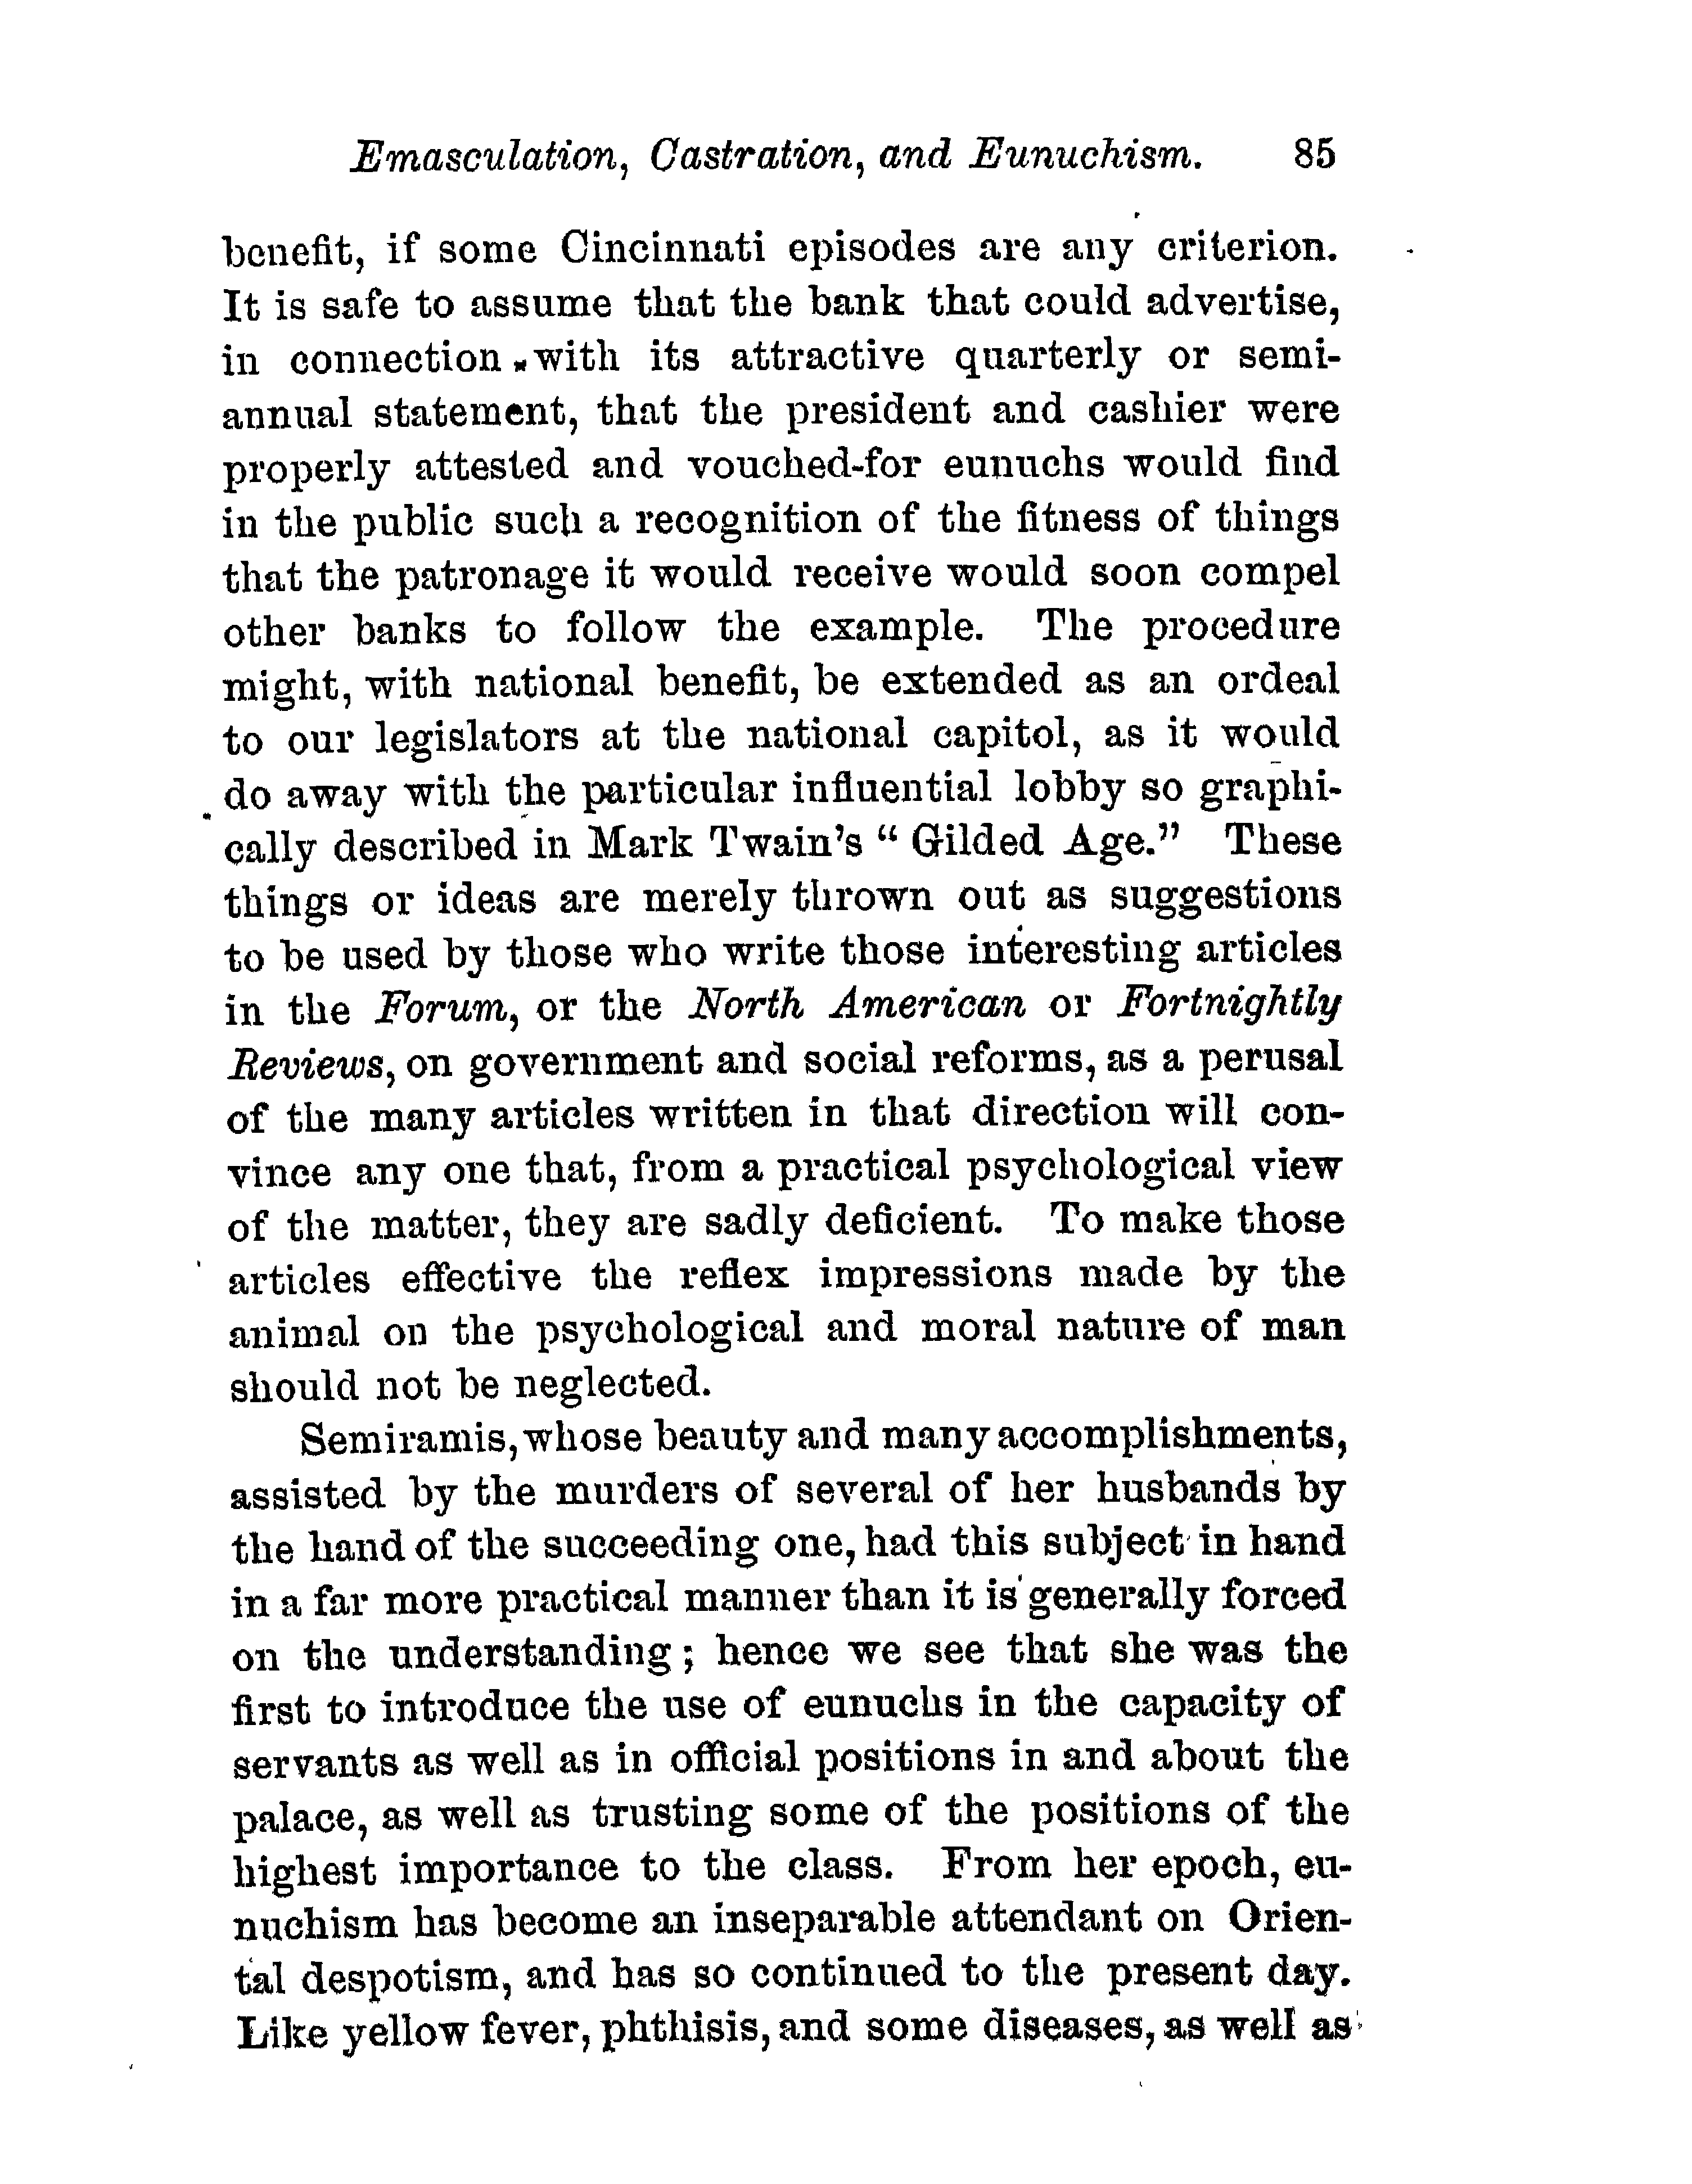 Emasculation, Castration, and Eunuchism. 85
benefit, if some Cincinnati episodes are any criterion.
It is safe to assume that the bank that could advertise,
in connection with its attractive quarterly or semi-
annual statement, that the president and cashier were
properly attested and vouched-for eunuchs would find
in the public such a recognition of the fitness of things
that the patronage it would receive would soon compel
other banks to follow the example. The procedure
might, with national benefit, be extended as an ordeal
to our legislators at the national capitol, as it would
do away with the particular influential lobby so graphi-
cally described in Mark Twain's “ Gilded Age.” These
things or ideas are merely thrown out as suggestions
to be used by those who write those interesting articles
in the Forum, or the North American or Fortnightly
Reviews, on government and social reforms, as a perusal
of the many articles written in that direction will con-
vince any one that, from a practical psychological view
of the matter, they are sadly deficient. To make those
articles effective the reflex impressions made by the
animal on the psychological and moral nature of man
should not be neglected.
Semiramis, whose beauty and many accomplishments,
assisted by the murders of several of her husbands by
the hand of the succeeding one, had this subject in hand
in a far more practical manner than it is generally forced
on the understanding ; hence we see that she was the
first to introduce the use of eunuchs in the capacity of
servants as well as in official positions in and about the
palace, as well as trusting some of the positions of the
highest importance to the class. From her epoch, eu-
nuchism has become an inseparable attendant on Orien-
tal despotism, and has so continued to the present day.
Like yellow fever, phthisis, and some diseases, as well as